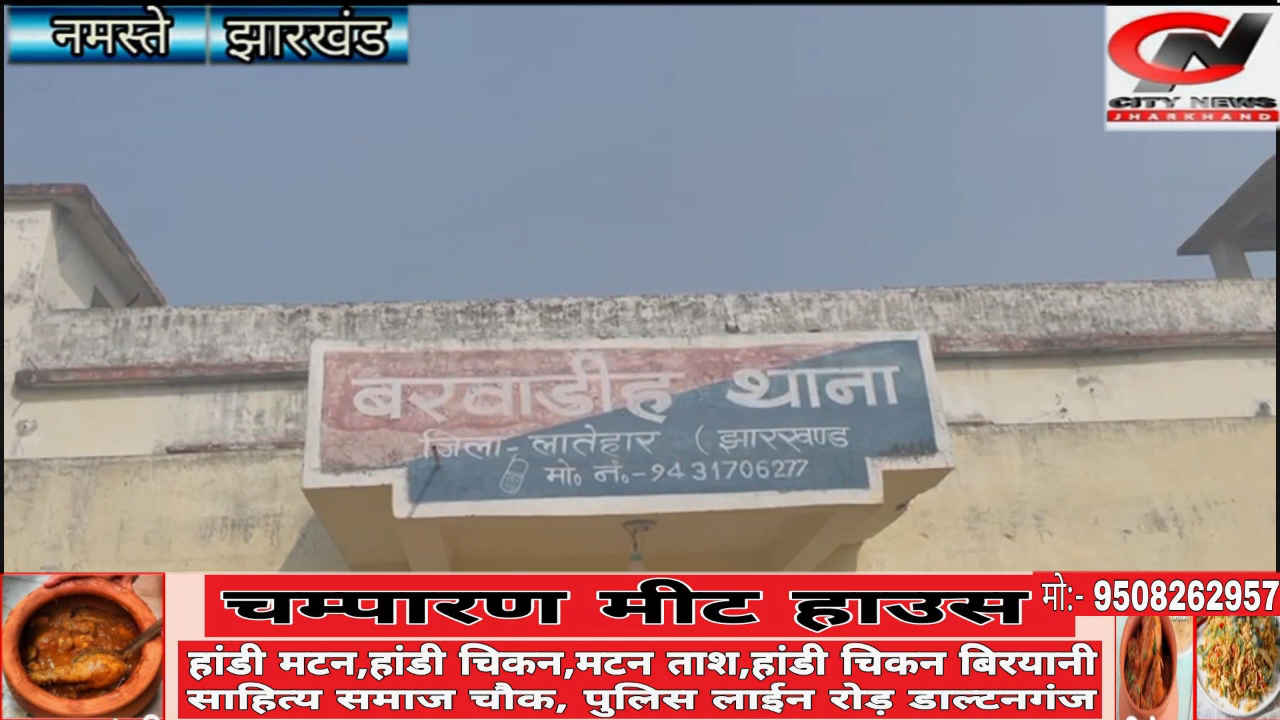 नमस्ते झारखंड
CN
CITY NEWS
JHARKHAND
बरवाडीह थाना
जिला-लातेहार (झारखण्ड
मो० नं०-9431706277
चम्पारण मीट हाउस
मो:- 9508262957
हांडी मटन,हांडी चिकन,मटन ताश,हांडी चिकन बिरयानी
साहित्य समाज चौक, पुलिस लाईन रोड़ डाल्टनगंज